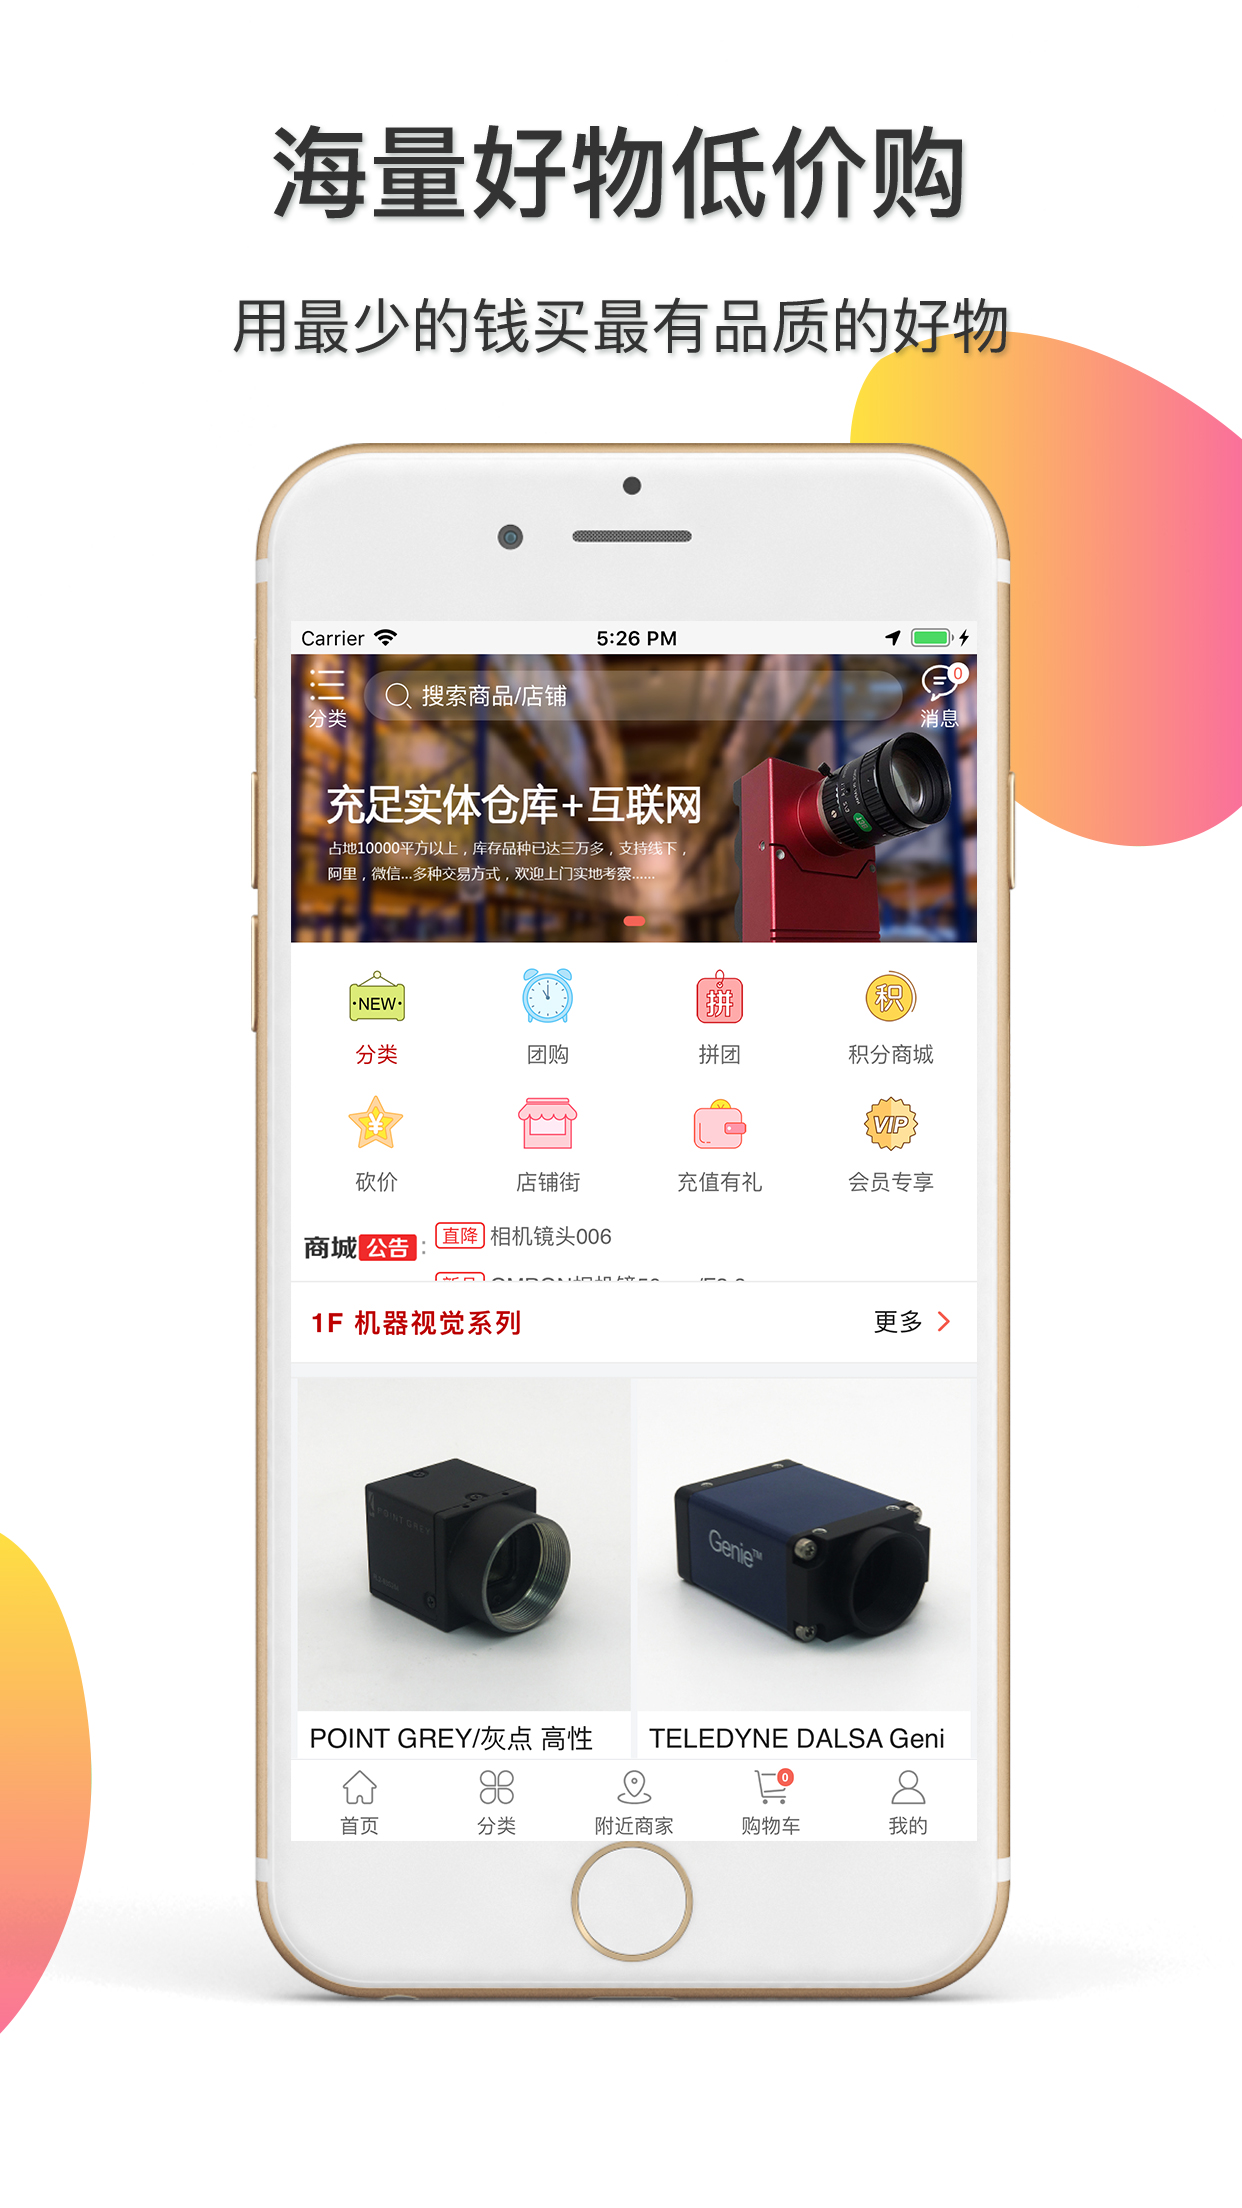 海量好物低价购
用最少的钱买最有品质的好物
Carrier
5:26 PM
分类
搜索商品/店铺
0
消息
充足实体仓库+互联网
占地10000平方以上，库存品种已达三万多，支持线下，
阿里，微信...多种交易方式，欢迎上门实地考察......
NEW
拼
积
分类
团购
拼团
积分商城
VIP
砍价
店铺街
充值有礼
会员专享
商城公告：
直降 相机镜头006
1F 机器视觉系列
更多
POINT GREY
Genie™
POINT GREY/灰点 高性
TELEDYNE DALSA Geni
0
首页
分类
附近商家
购物车
我的